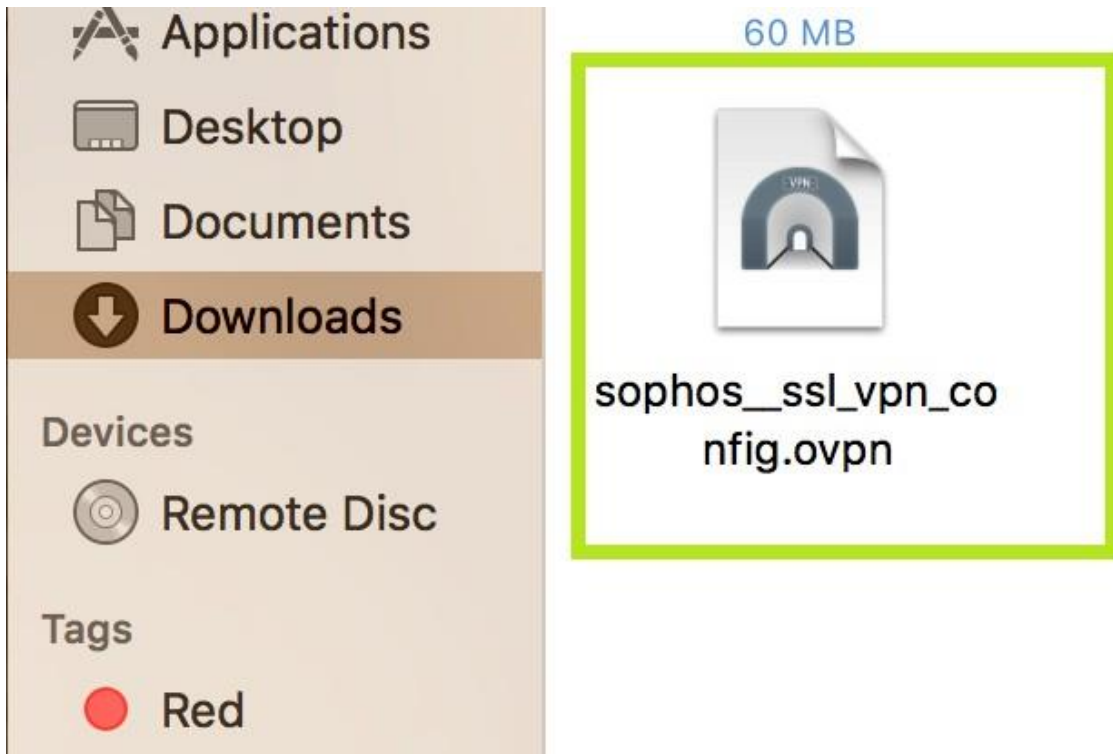 Applications
Desktop
Documents
Downloads
Devices
Remote Disc
Tags
Red
60 MB
VPN
sophos__ssl_vpn_co
nfig.ovpn